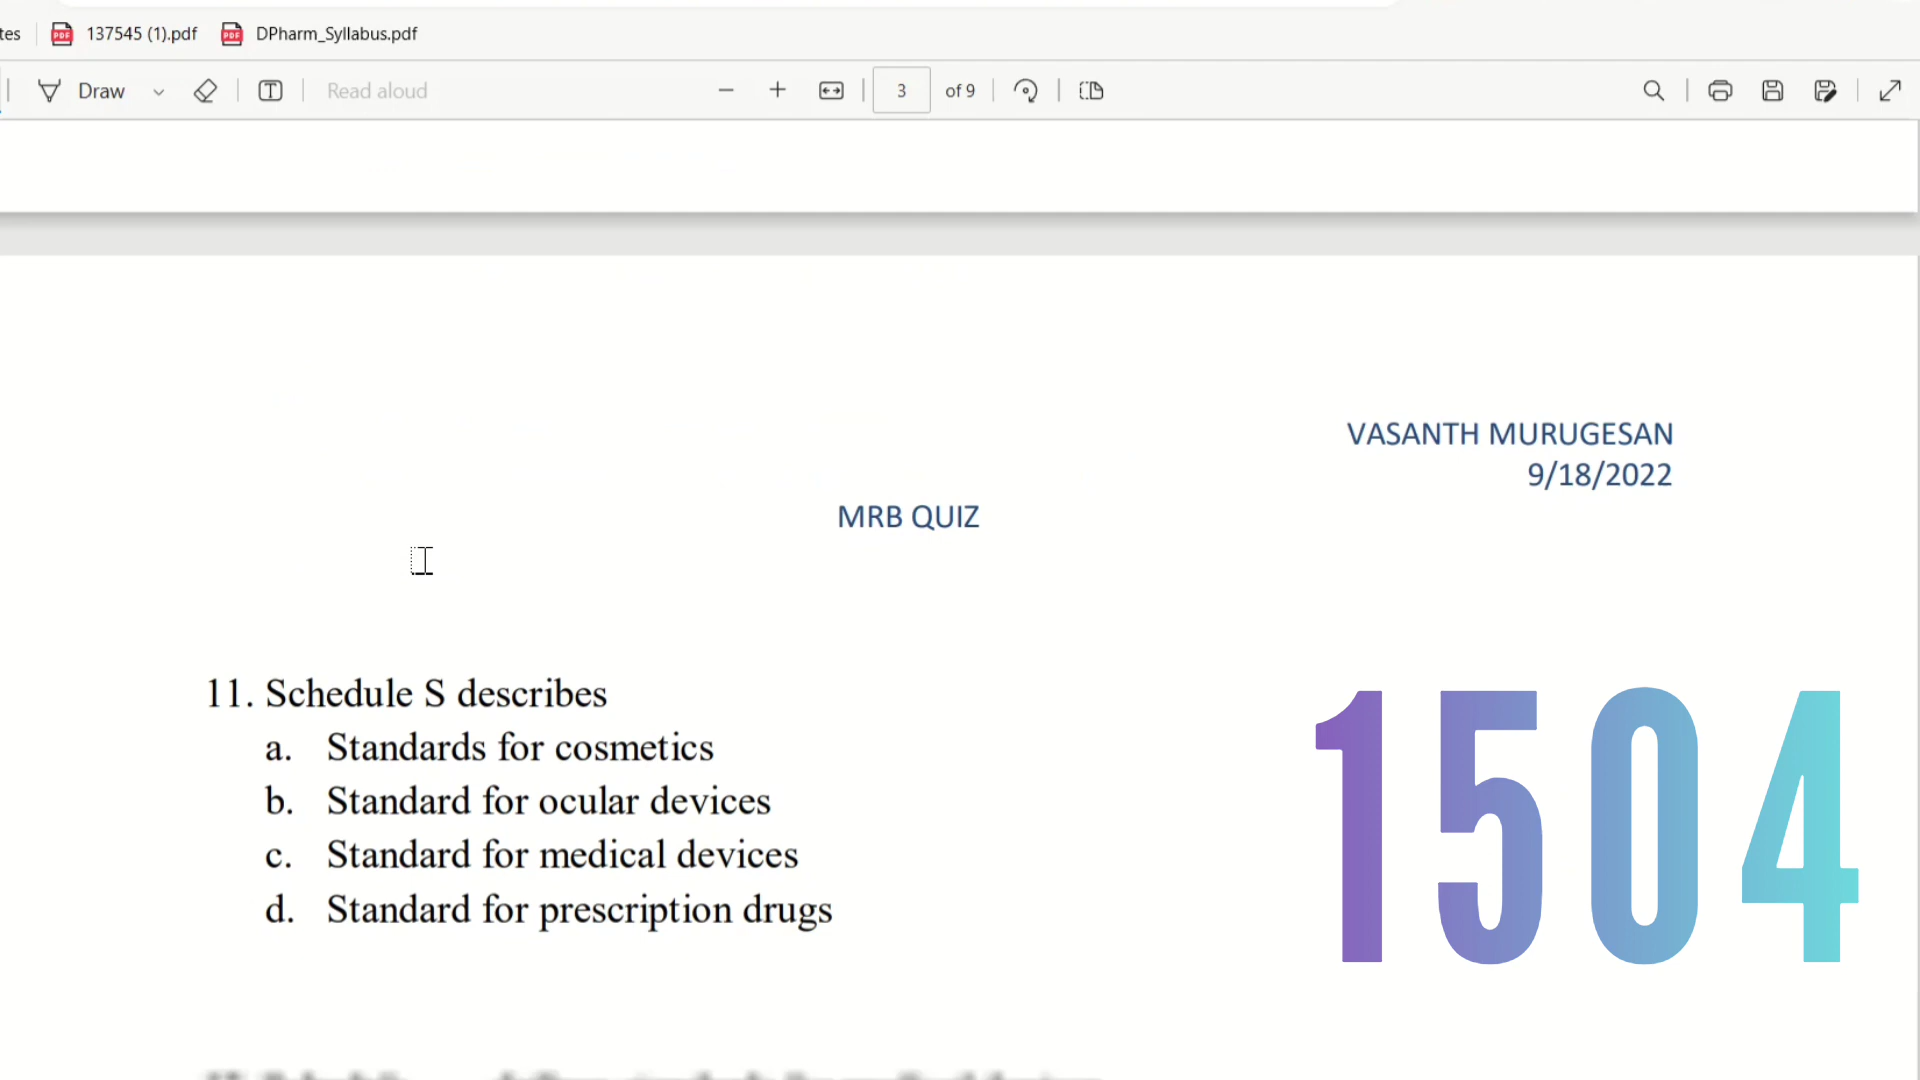 tes 137545 (1).pdf DPharm_Syllabus.pdf
Draw Read aloud 3 of 9
VASANTH MURUGESAN
9/18/2022
MRB QUIZ
11. Schedule S describes
a. Standards for cosmetics
b. Standard for ocular devices
c. Standard for medical devices
d. Standard for prescription drugs
1504